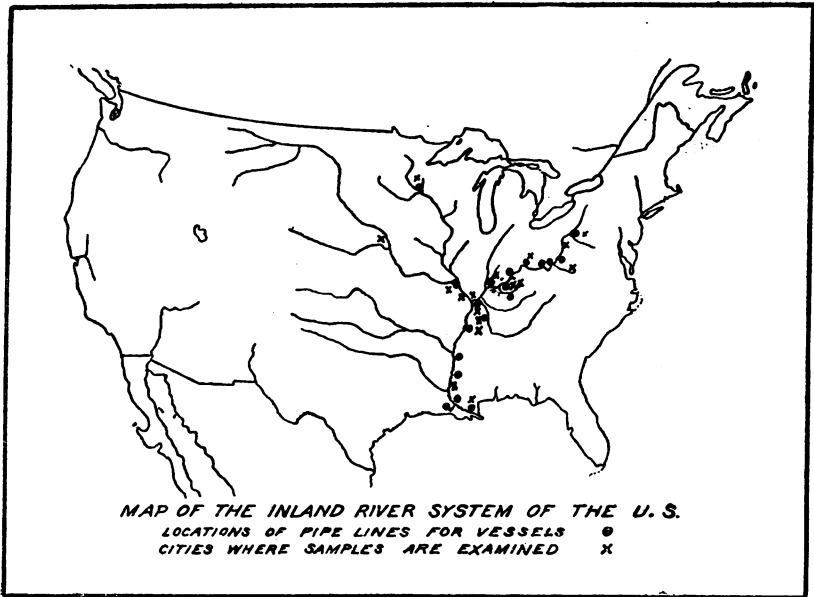 MAP OF THE INLAND RIVER SYSTEM OF THE U.S.
LOCATIONS OF PIPE LINES FOR VESSELS
CITIES WHERE SAMPLES ARE EXAMINED X